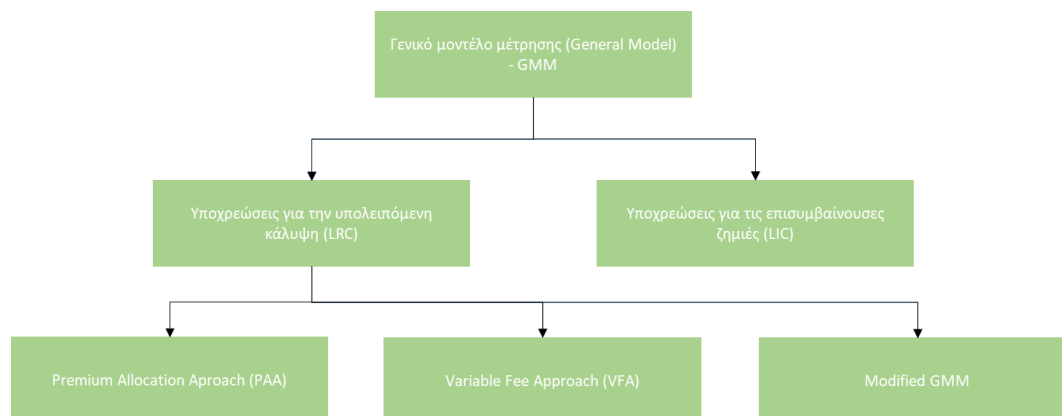 Γενικό μοντέλο μέτρησης (General Model)
- GMM
Υποχρεώσεις για την υπολειπόμενη
κάλυψη (LRC)
Υποχρεώσεις για τις επισυμβαίνουσες
ζημιές (LIC)
Premium Allocation Aproach (PAA)
Variable Fee Approach (VFA)
Modified GMM